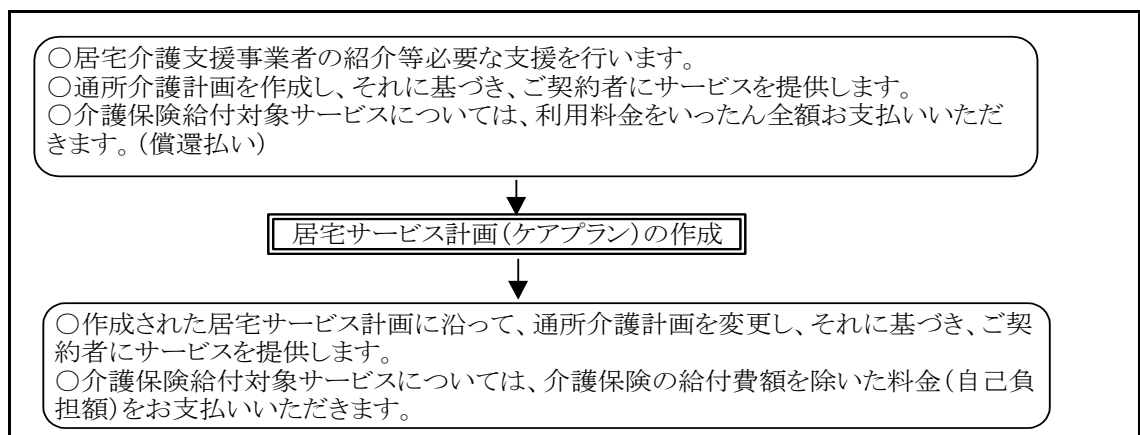 ○居宅介護支援事業者の紹介等必要な支援を行います。
○通所介護計画を作成し、それに基づき、ご契約者にサービスを提供します。
○介護保険給付対象サービスについては、利用料金をいったん全額お支払いいただ
きます。(償還払い)
居宅サービス計画(ケアプラン)の作成
○作成された居宅サービス計画に沿って、通所介護計画を変更し、それに基づき、ご契
約者にサービスを提供します。
○介護保険給付対象サービスについては、介護保険の給付費額を除いた料金(自己負
担額)をお支払いいただきます。